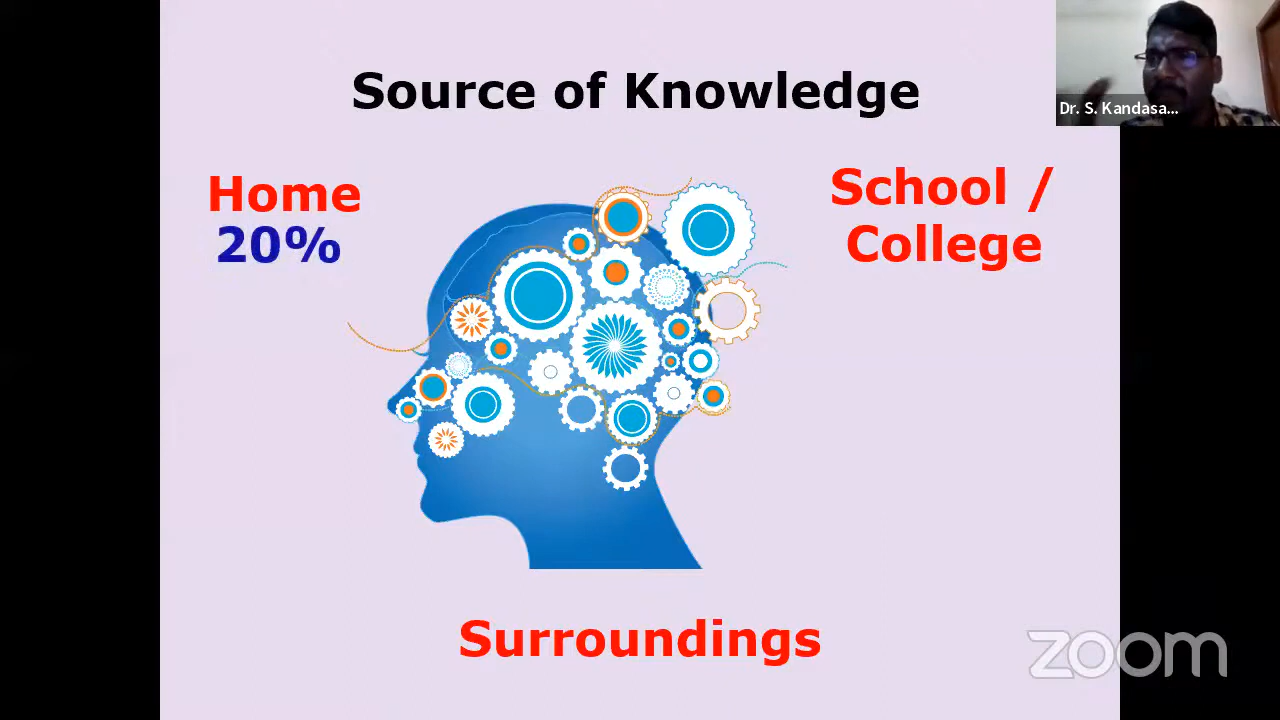 Source of Knowledge
Dr. S. Kandasa...
Home
20%
School /
College
Surroundings
zoom